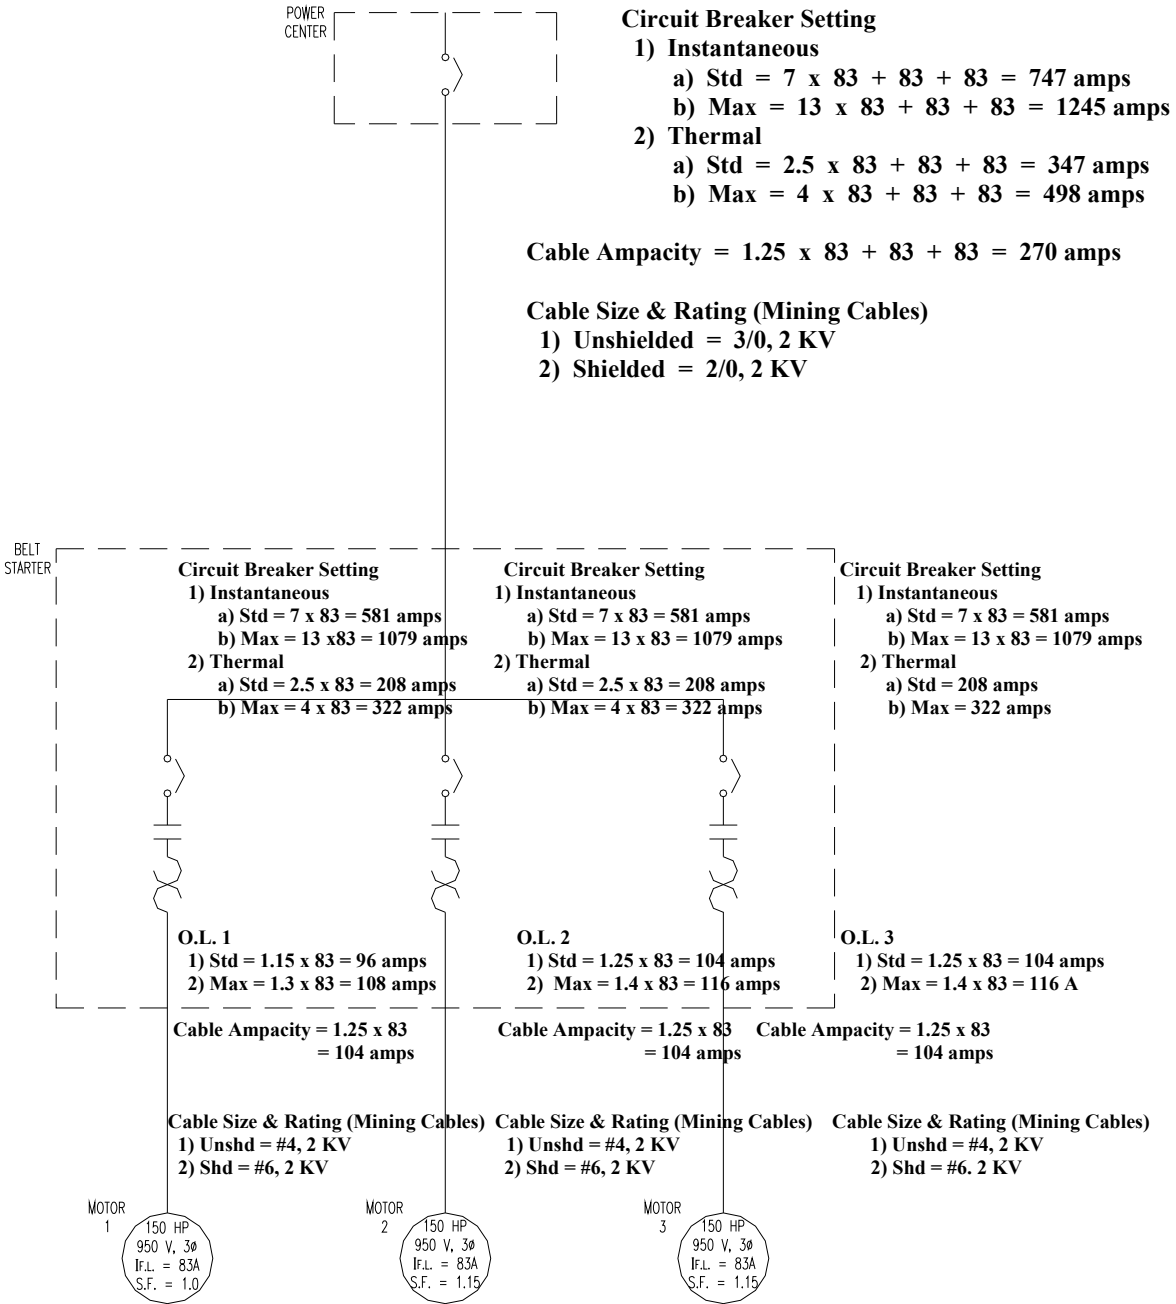 POWER
CENTER
Circuit Breaker Setting
1) Instantaneous
a) Std = 7 x 83 + 83 + 83 = 747 amps
b) Max = 13 x 83 + 83 + 83 = 1245 amps
2) Thermal
a) Std = 2.5 x 83 + 83 + 83 = 347 amps
b) Max = 4 x 83 + 83 + 83 = 498 amps
Cable Ampacity = 1.25 x 83 + 83 + 83 = 270 amps
Cable Size & Rating (Mining Cables)
1) Unshielded = 3/0, 2 KV
2) Shielded = 2/0, 2 KV
BELT
STARTER
Circuit Breaker Setting
1) Instantaneous
a) Std = 7 x 83 = 581 amps
b) Max = 13 x83 = 1079 amps
2) Thermal
a) Std = 2.5 x 83 = 208 amps
b) Max = 4 x 83 = 322 amps
Circuit Breaker Setting
1) Instantaneous
a) Std = 7 x 83 = 581 amps
b) Max = 13 x 83 = 1079 amps
2) Thermal
a) Std = 2.5 x 83 = 208 amps
b) Max = 4 x 83 = 322 amps
Circuit Breaker Setting
1) Instantaneous
a) Std = 7 x 83 = 581 amps
b) Max = 13 x 83 = 1079 amps
2) Thermal
a) Std = 208 amps
b) Max = 322 amps
O.L. 1
1) Std = 1.15 x 83 = 96 amps
2) Max = 1.3 x 83 = 108 amps
O.L. 2
1) Std = 1.25 x 83 = 104 amps
2) Max = 1.4 x 83 = 116 amps
O.L. 3
1) Std = 1.25 x 83 = 104 amps
2) Max = 1.4 x 83 = 116 A
Cable Ampacity = 1.25 x 83
= 104 amps
Cable Ampacity = 1.25 x 83
= 104 amps
Cable Ampacity = 1.25 x 83
= 104 amps
Cable Size & Rating (Mining Cables)
1) Unshd = #4, 2 KV
2) Shd = #6, 2 KV
Cable Size & Rating (Mining Cables)
1) Unshd = #4, 2 KV
2) Shd = #6, 2 KV
Cable Size & Rating (Mining Cables)
1) Unshd = #4, 2 KV
2) Shd = #6. 2 KV
MOTOR
1
150 HP
950 V, 3ø
IF.L. = 83A
S.F. = 1.0
MOTOR
2
150 HP
950 V, 3ø
IF.L. = 83A
S.F. = 1.15
MOTOR
3
150 HP
950 V, 3ø
IF.L. = 83A
S.F. = 1.15